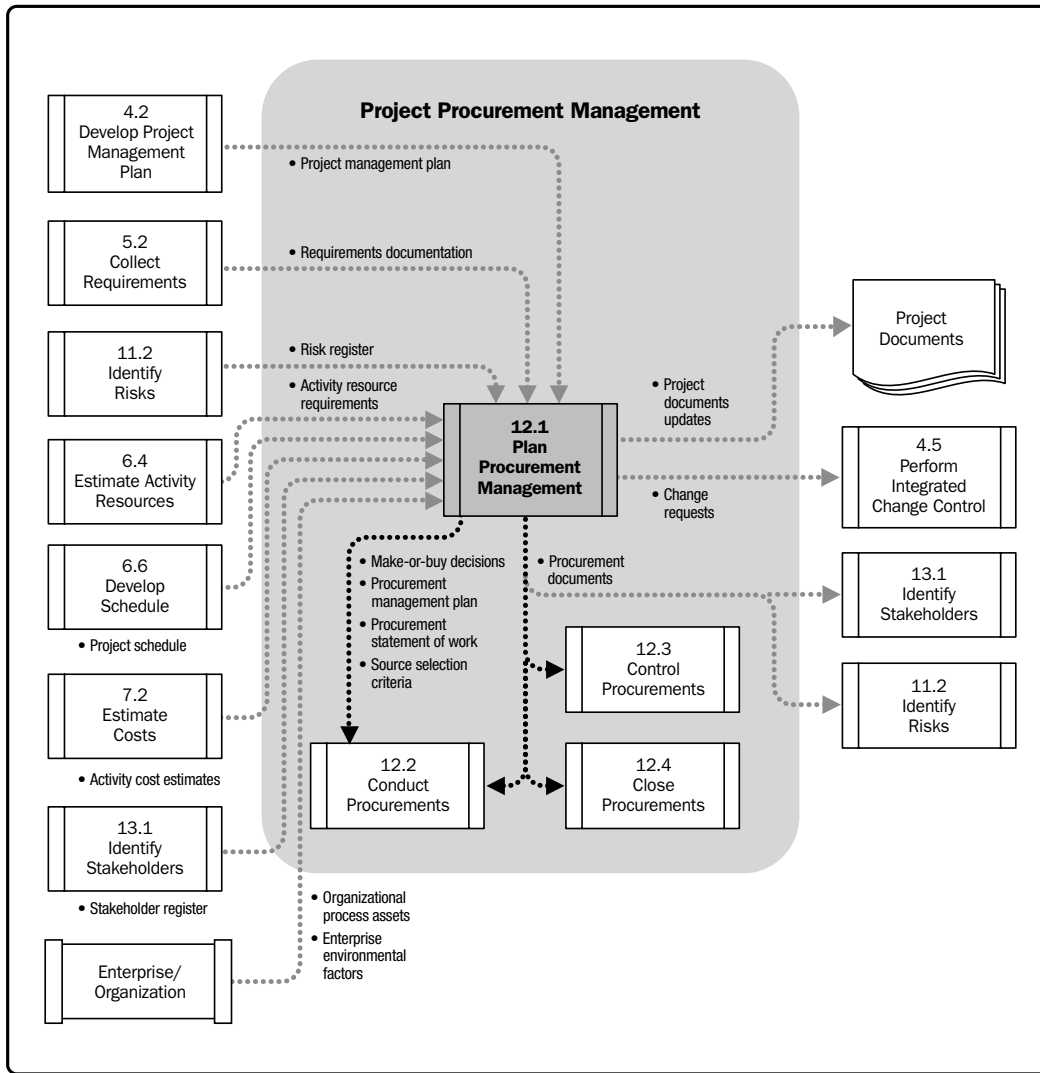 Project Procurement Management
4.2
Develop Project
Management
Plan
• Project management plan
5.2
Collect
Requirements
• Requirements documentation
11.2
Identify
Risks
• Risk register
• Activity resource
requirements
6.4
Estimate Activity
Resources
6.6
Develop
Schedule
• Project schedule
7.2
Estimate
Costs
• Activity cost estimates
13.1
Identify
Stakeholders
• Stakeholder register
Enterprise/
Organization
• Organizational
process assets
• Enterprise
environmental
factors
12.1
Plan
Procurement
Management
• Make-or-buy decisions
• Procurement
management plan
• Procurement
statement of work
• Source selection
criteria
• Procurement
documents
12.2
Conduct
Procurements
12.3
Control
Procurements
12.4
Close
Procurements
• Project
documents
updates
• Change
requests
Project
Documents
4.5
Perform
Integrated
Change Control
13.1
Identify
Stakeholders
11.2
Identify
Risks